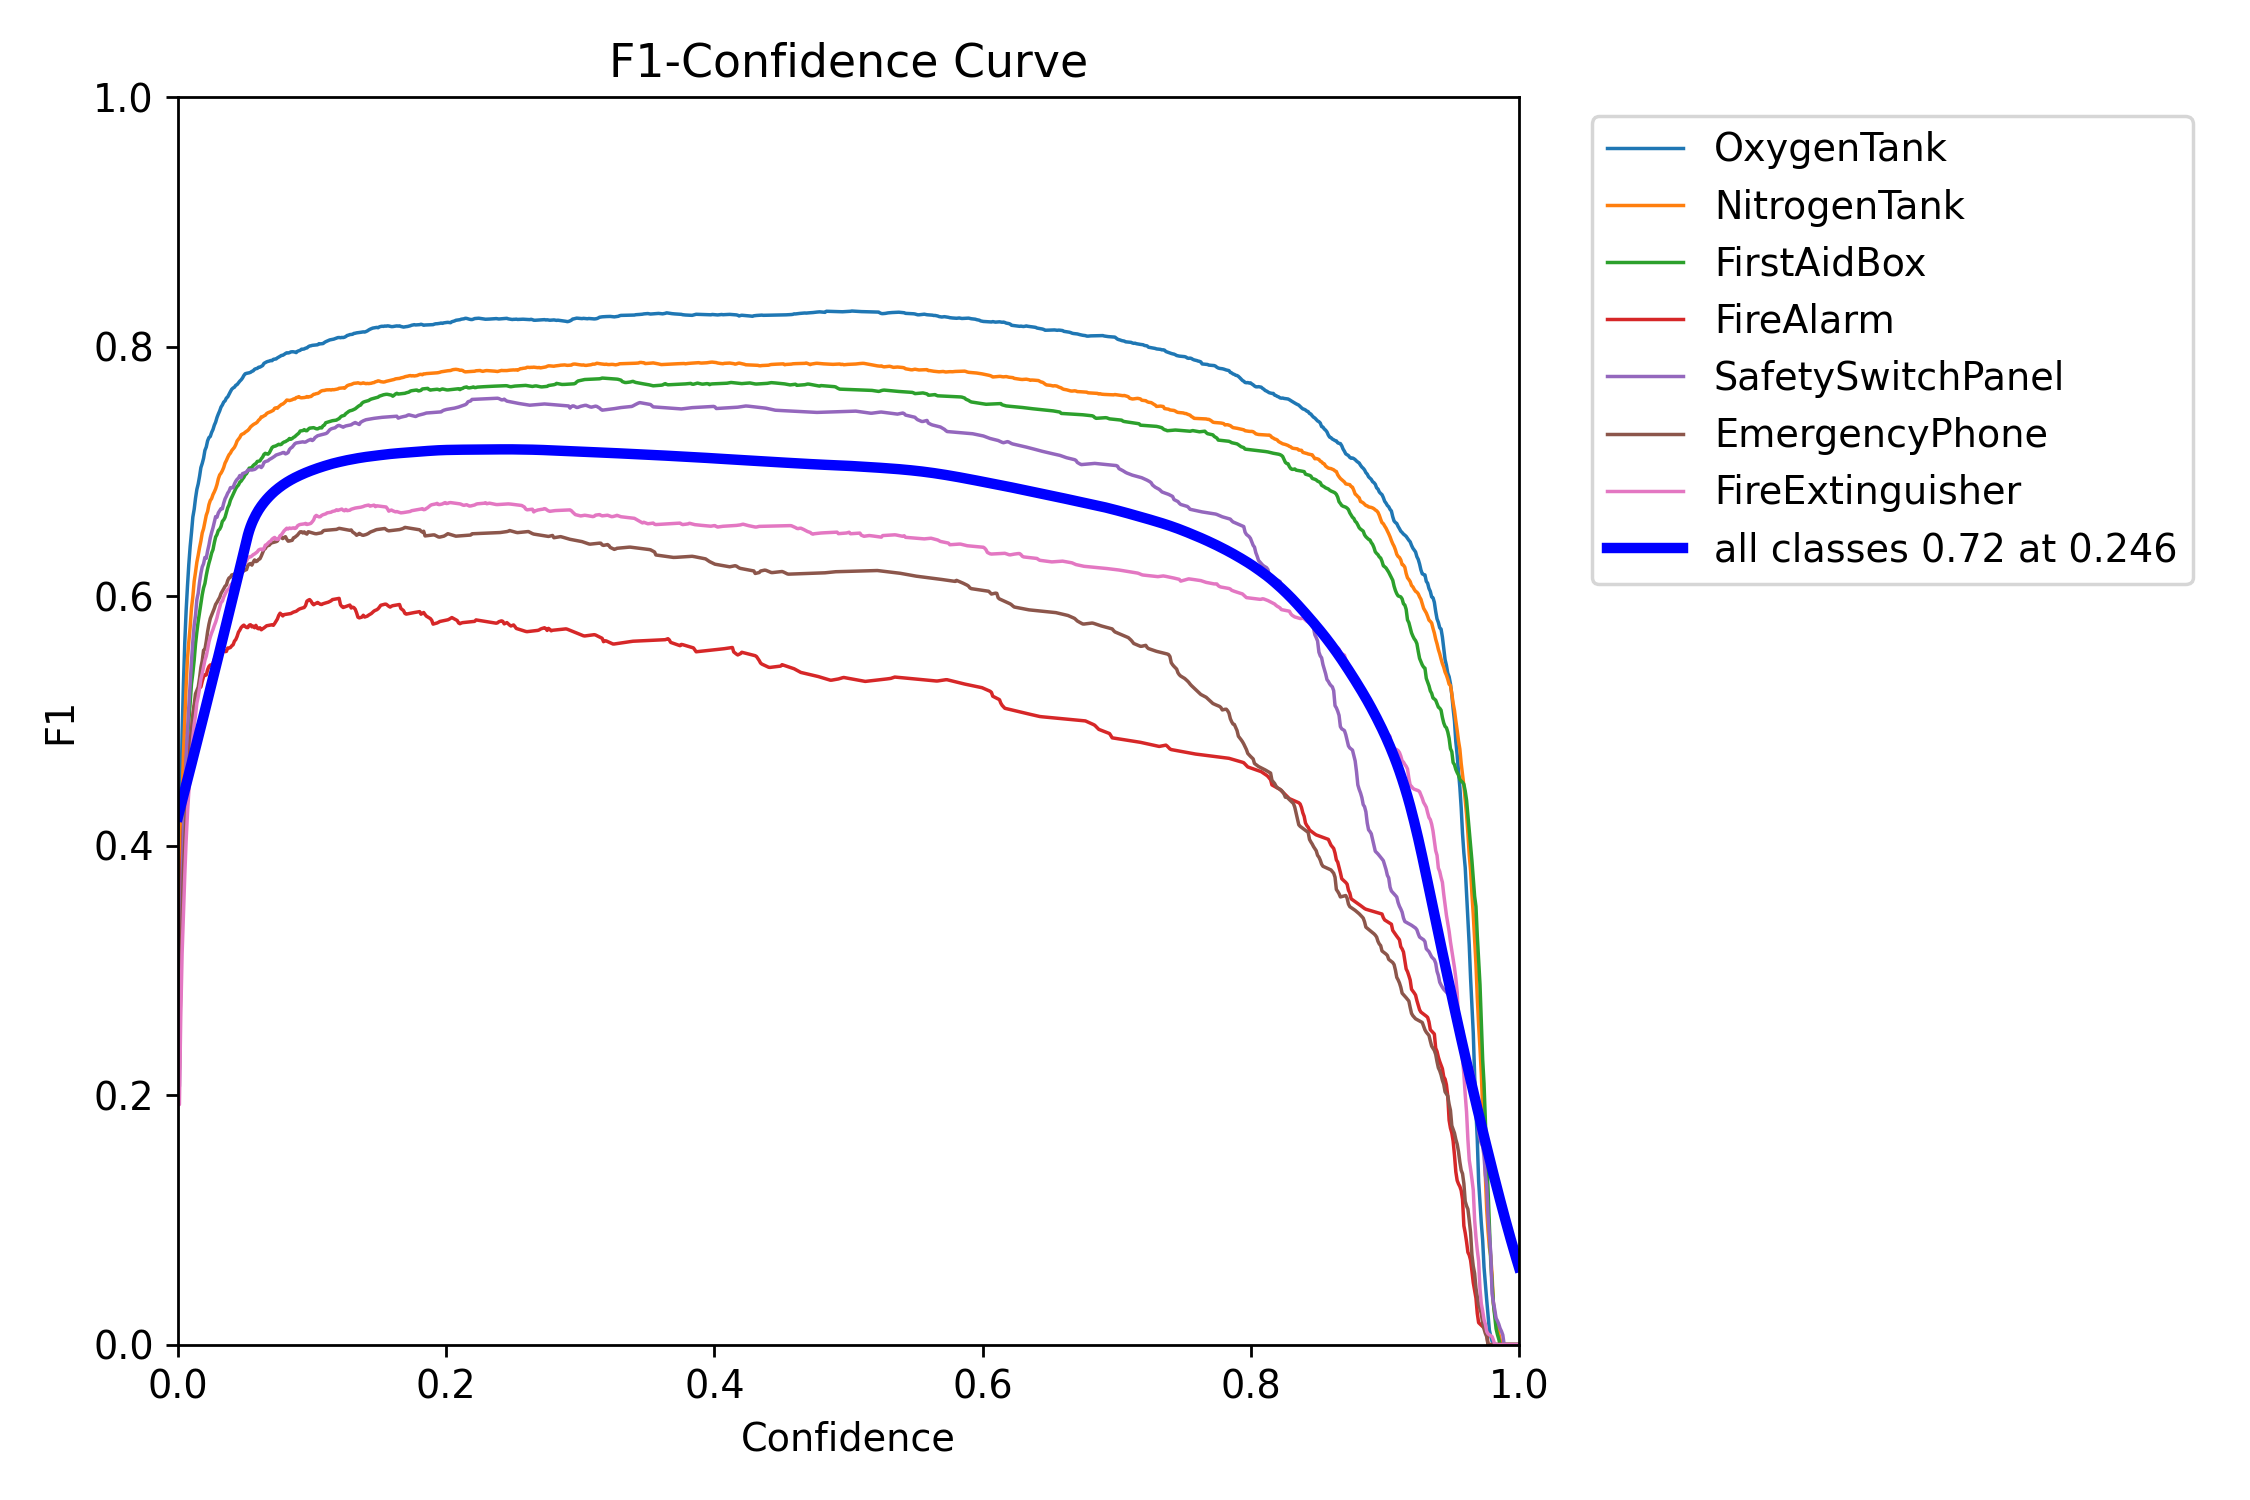 F1-Confidence Curve
1.0
0.8
0.6
0.4
0.2
0.0
F1
0.0 0.2 0.4 0.6 0.8 1.0
Confidence
OxygenTank
NitrogenTank
FirstAidBox
FireAlarm
SafetySwitchPanel
EmergencyPhone
FireExtinguisher
all classes 0.72 at 0.246